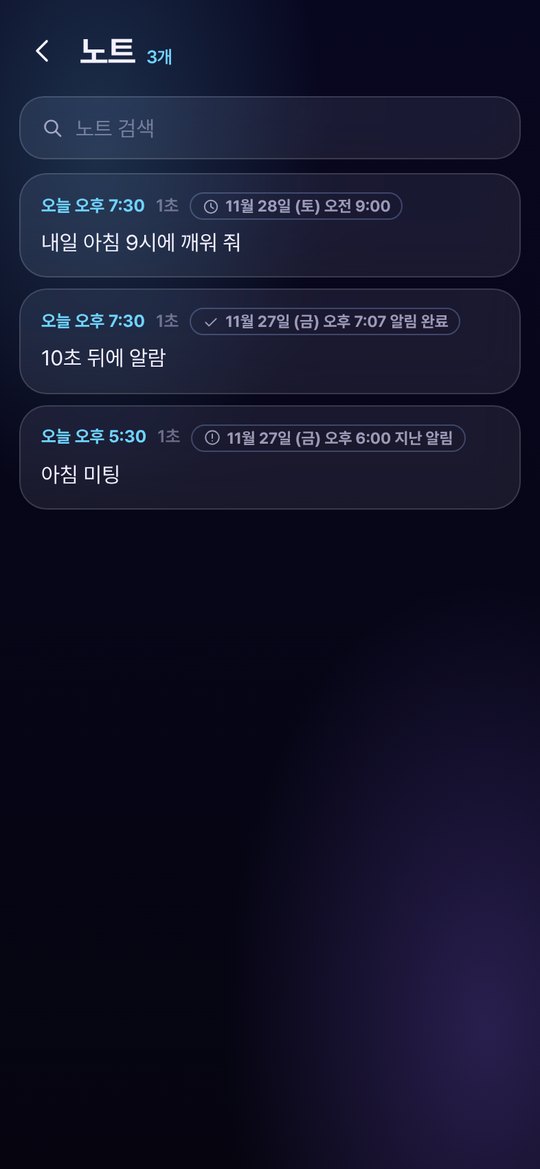 노트 3개
노트 검색
오늘 오후 7:30 1초 11월 28일 (토) 오전 9:00
내일 아침 9시에 깨워 줘
오늘 오후 7:30 1초 11월 27일 (금) 오후 7:07 알림 완료
10초 뒤에 알람
오늘 오후 5:30 1초 11월 27일 (금) 오후 6:00 지난 알림
아침 미팅